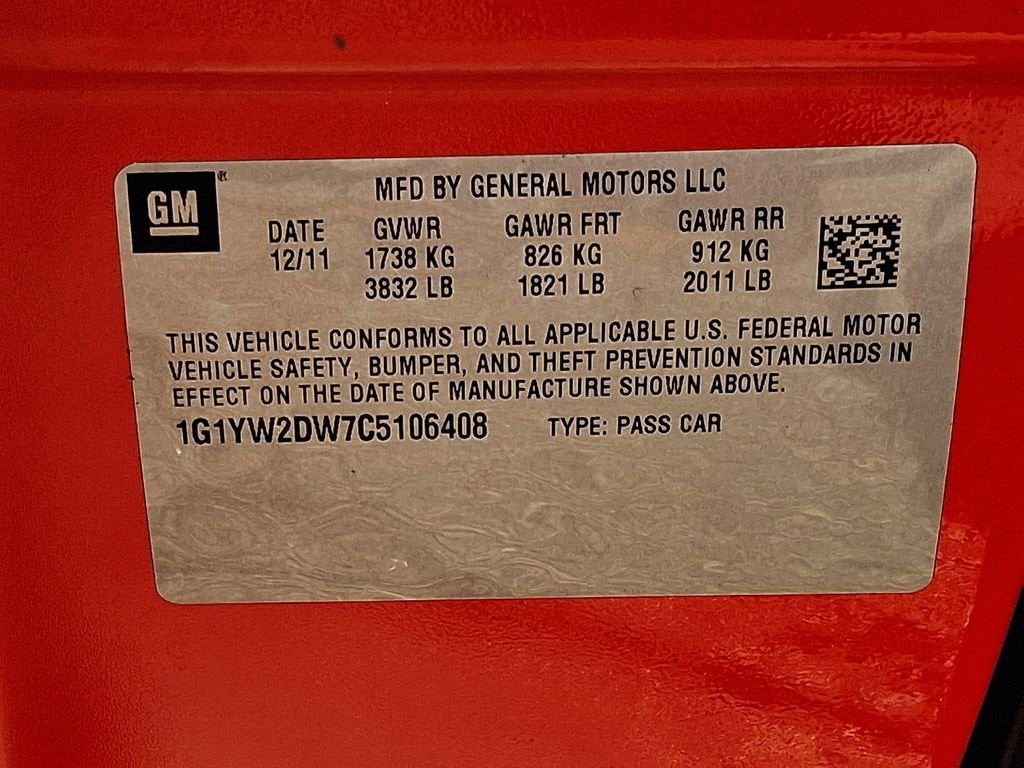 GM®
MFD BY GENERAL MOTORS LLC
DATE GVWR GAWR FRT GAWR RR
12/11 1738 KG 826 KG 912 KG
3832 LB 1821 LB 2011 LB
THIS VEHICLE CONFORMS TO ALL APPLICABLE U.S. FEDERAL MOTOR
VEHICLE SAFETY, BUMPER, AND THEFT PREVENTION STANDARDS IN
EFFECT ON THE DATE OF MANUFACTURE SHOWN ABOVE.
1G1YW2DW7C5106408 TYPE: PASS CAR